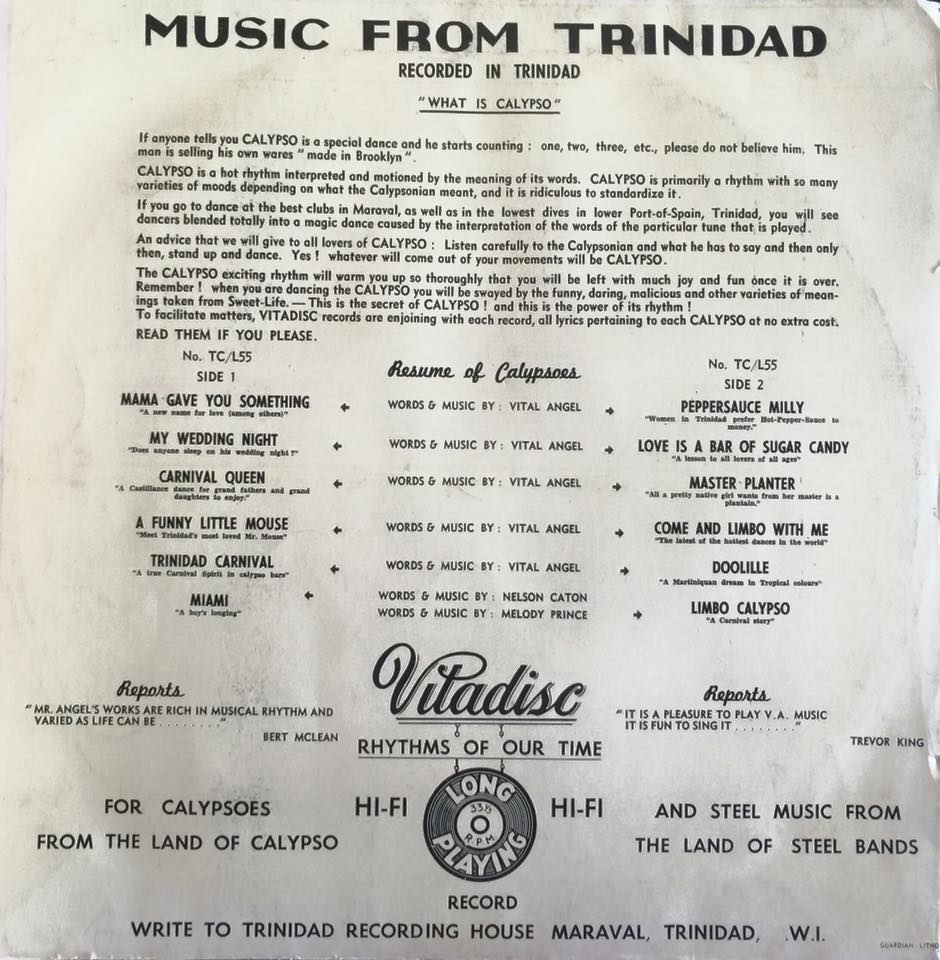 MUSIC FROM TRINIDAD
RECORDED IN TRINIDAD
"WHAT IS CALYPSO"
If anyone tells you CALYPSO is a special dance and he starts counting : one, two, three, etc., please do not believe him. This
man is selling his own wares "made in Brooklyn".
CALYPSO is a hot rhythm interpreted and motioned by the meaning of its words. CALYPSO is primarily a rhythm with so many
varieties of moods depending on what the Calypsonian meant, and it is ridiculous to standardize it.
If you go to dance at the best clubs in Maraval, as well as in the lowest dives in lower Port-of-Spain, Trinidad, you will see
dancers blended totally into a magic dance caused by the interpretation of the words of the particular tune that is played.
An advice that we will give to all lovers of CALYPSO : Listen carefully to the Calypsonian and what he has to say and then only
then, stand up and dance. Yes ! whatever will come out of your movements will be CALYPSO.
The CALYPSO exciting rhythm will warm you up so thoroughly that you will be left with much joy and fun once it is over.
Remember ! when you are dancing the CALYPSO you will be swayed by the funny, daring, malicious and other varieties of mean-
ings taken from Sweet-Life. — This is the secret of CALYPSO ! and this is the power of its rhythm !
To facilitate matters, VITADISC records are enjoining with each record, all lyrics pertaining to each CALYPSO at no extra cost.
READ THEM IF YOU PLEASE.
No. TC/L55
SIDE 1
Resume of Calypsoes
No. TC/L55
SIDE 2
MAMA GAVE YOU SOMETHING
"A new name for love (among others)"
WORDS & MUSIC BY : VITAL ANGEL
PEPPERSAUCE MILLY
"Women in Trinidad prefer Hot-Pepper-Sauce to
money."
MY WEDDING NIGHT
"Does anyone sleep on his wedding night ?"
WORDS & MUSIC BY : VITAL ANGEL
LOVE IS A BAR OF SUGAR CANDY
"A lesson to all lovers of all ages"
CARNIVAL QUEEN
"A Castillance dance for grand fathers and grand
daughters to enjoy."
WORDS & MUSIC BY : VITAL ANGEL
MASTER PLANTER
"All a pretty native girl wants from her master is a
plantain."
A FUNNY LITTLE MOUSE
"Meet Trinidad's most loved Mr. Mouse"
WORDS & MUSIC BY : VITAL ANGEL
COME AND LIMBO WITH ME
"The latest of the hottest dances in the world"
TRINIDAD CARNIVAL
"A true Carnival Spirit in calypso bars"
WORDS & MUSIC BY : VITAL ANGEL
DOOLILLE
"A Martiniquan dream in Tropical colours"
MIAMI
"A boy's longing"
WORDS & MUSIC BY : NELSON CATON
WORDS & MUSIC BY : MELODY PRINCE
LIMBO CALYPSO
"A Carnival story"
Vitadisc
RHYTHMS OF OUR TIME
Reports
"MR. ANGEL'S WORKS ARE RICH IN MUSICAL RHYTHM AND
VARIED AS LIFE CAN BE . . . . . . . ."
BERT MCLEAN
Reports
"IT IS A PLEASURE TO PLAY V.A. MUSIC
IT IS FUN TO SING IT . . . . . . . ."
TREVOR KING
FOR CALYPSOES
FROM THE LAND OF CALYPSO
HI-FI
LONG
33⅓
R.P.M
PLAYING
HI-FI
RECORD
AND STEEL MUSIC FROM
THE LAND OF STEEL BANDS
WRITE TO TRINIDAD RECORDING HOUSE MARAVAL, TRINIDAD, .W.I.
GUARDIAN LITHO